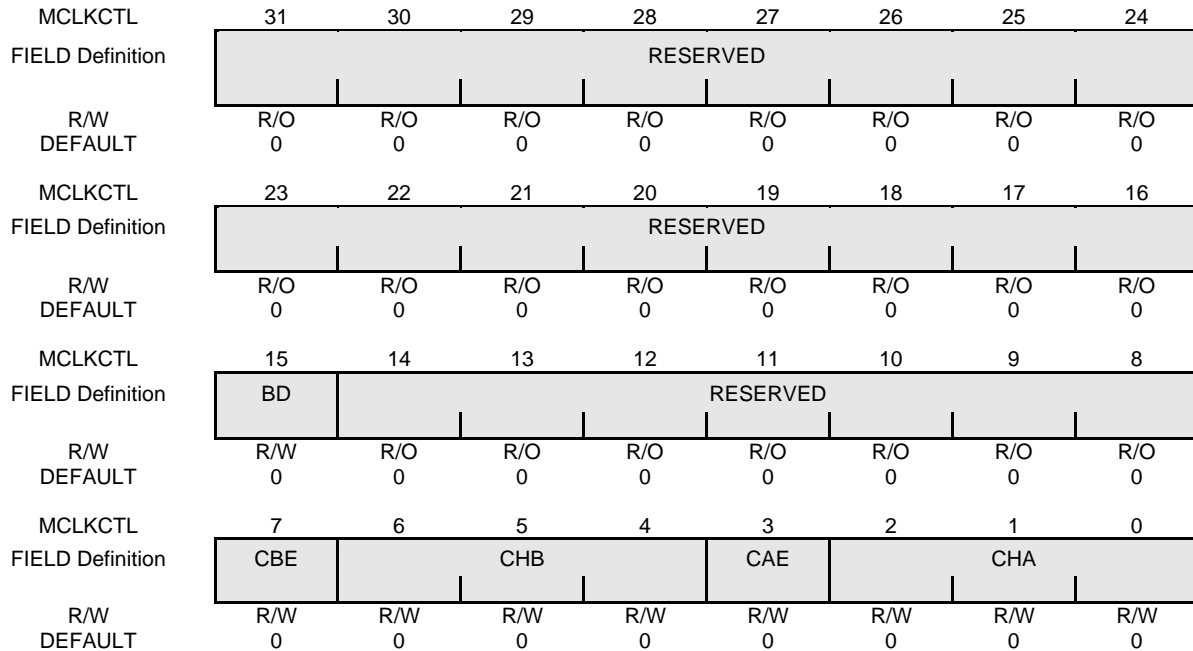 MCLKCTL 31 30 29 28 27 26 25 24
FIELD Definition RESERVED
R/W R/O R/O R/O R/O R/O R/O R/O R/O
DEFAULT 0 0 0 0 0 0 0 0
MCLKCTL 23 22 21 20 19 18 17 16
FIELD Definition RESERVED
R/W R/O R/O R/O R/O R/O R/O R/O R/O
DEFAULT 0 0 0 0 0 0 0 0
MCLKCTL 15 14 13 12 11 10 9 8
FIELD Definition BD RESERVED
R/W R/W R/O R/O R/O R/O R/O R/O R/O
DEFAULT 0 0 0 0 0 0 0 0
MCLKCTL 7 6 5 4 3 2 1 0
FIELD Definition CBE CHB CAE CHA
R/W R/W R/W R/W R/W R/W R/W R/W R/W
DEFAULT 0 0 0 0 0 0 0 0